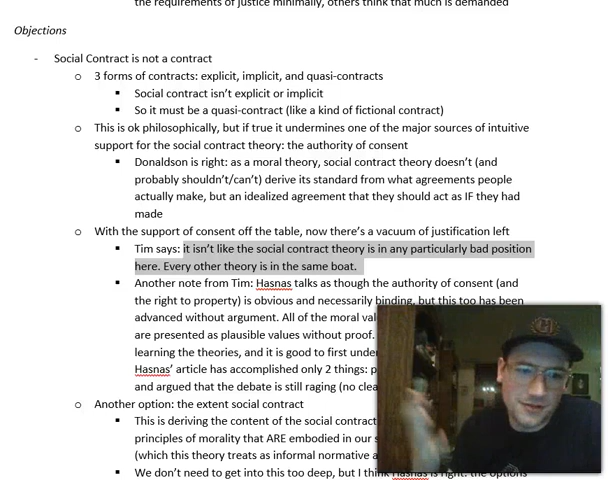 the requirements of justice minimally, others think that much is demanded
Objections
- Social Contract is not a contract
o 3 forms of contracts: explicit, implicit, and quasi-contracts
▪ Social contract isn't explicit or implicit
▪ So it must be a quasi-contract (like a kind of fictional contract)
o This is ok philosophically, but if true it undermines one of the major sources of intuitive
support for the social contract theory: the authority of consent
▪ Donaldson is right: as a moral theory, social contract theory doesn't (and
probably shouldn't/can't) derive its standard from what agreements people
actually make, but an idealized agreement that they should act as IF they had
made
o With the support of consent off the table, now there's a vacuum of justification left
▪ Tim says: it isn't like the social contract theory is in any particularly bad position
here. Every other theory is in the same boat.
▪ Another note from Tim: Hasnas talks as though the authority of consent (and
the right to property) is obvious and necessarily binding, but this too has been
advanced without argument. All of the moral
are presented as plausible values without proof.
learning the theories, and it is good to first
Hasnas' article has accomplished only 2 things:
and argued that the debate is still raging (no
o Another option: the extent social contract
▪ This is deriving the content of the social contract
principles of morality that ARE embodied in our
(which this theory treats as informal normative
▪ We don't need to get into this too deep, but I think Hasnas is right: the options